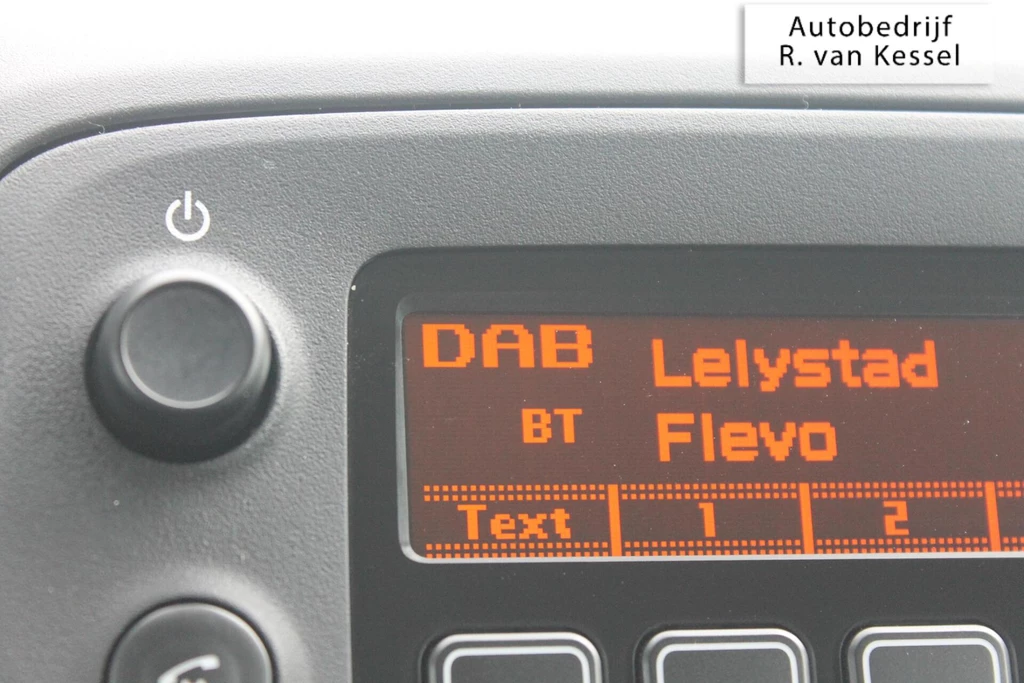 Autobedrijf
R. van Kessel
DAB
Lelystad
BT
Flevo
Text
1
2